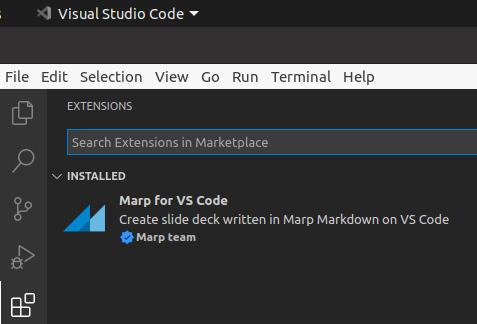 Visual Studio Code
File Edit Selection View Go Run Terminal Help
EXTENSIONS
Search Extensions in Marketplace
INSTALLED
Marp for VS Code
Create slide deck written in Marp Markdown on VS Code
Marp team